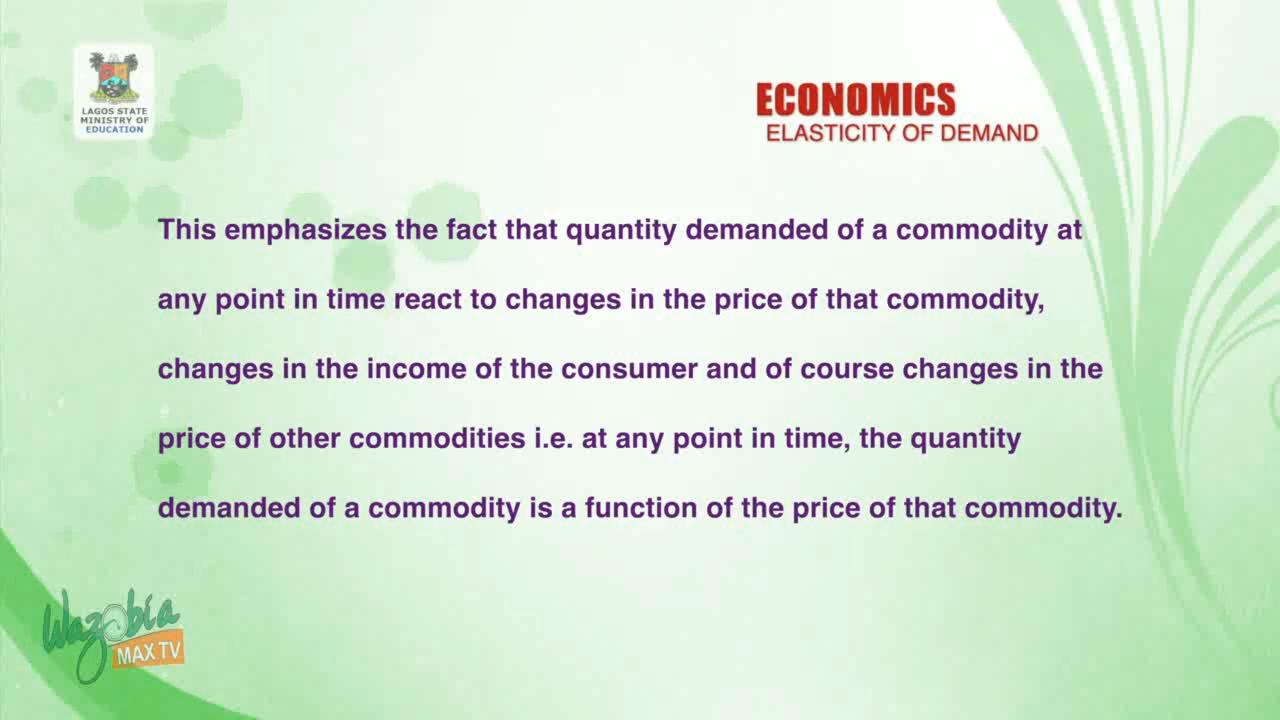 LAGOS STATE
MINISTRY OF
EDUCATION
ECONOMICS
ELASTICITY OF DEMAND
This emphasizes the fact that quantity demanded of a commodity at
any point in time react to changes in the price of that commodity,
changes in the income of the consumer and of course changes in the
price of other commodities i.e. at any point in time, the quantity
demanded of a commodity is a function of the price of that commodity.
Wazobia
MAX TV